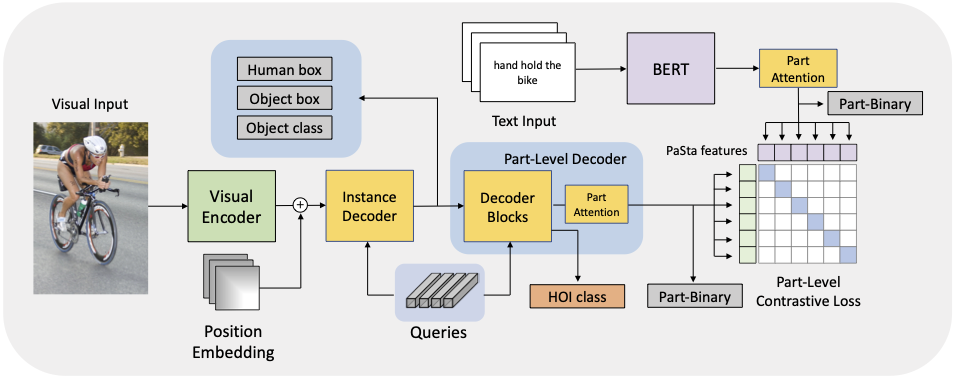 Visual Input
Human box
Object box
Object class
Visual
Encoder
Position
Embedding
Instance
Decoder
Queries
hand hold the
bike
Text Input
BERT
Part
Attention
Part-Binary
PaSta features
Part-Level Decoder
Decoder
Blocks
Part
Attention
HOI class
Part-Binary
Part-Level
Contrastive Loss